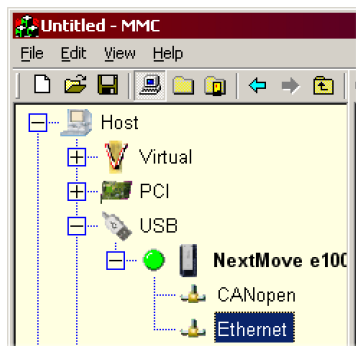 Untitled - MMC
File Edit View Help
Host
Virtual
PCI
USB
NextMove e100
CANopen
Ethernet